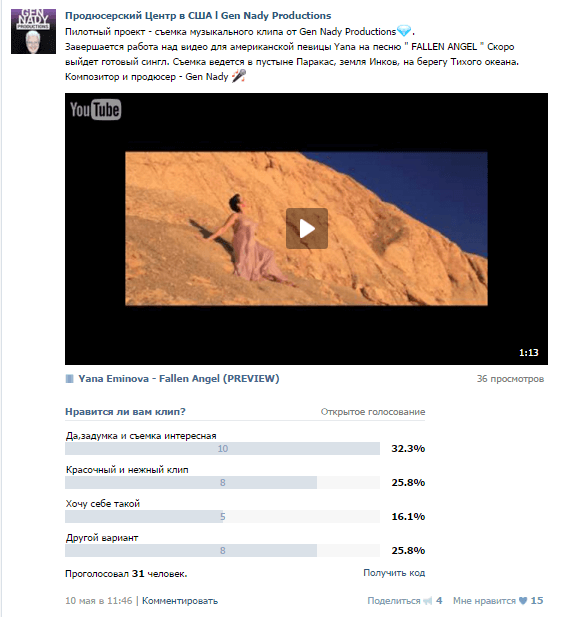 GEN
NADY
PRODUCTIONS
Продюсерский Центр в США l Gen Nady Productions
Пилотный проект - съемка музыкального клипа от Gen Nady Productions💎.
Завершается работа над видео для американской певицы Yana на песню " FALLEN ANGEL " Скоро
выйдет готовый сингл. Съемка ведется в пустыне Паракас, земля Инков, на берегу Тихого океана.
Композитор и продюсер - Gen Nady 🎤
YouTube
1:13
Yana Eminova - Fallen Angel (PREVIEW) 36 просмотров
Нравится ли вам клип? Открытое голосование
Да,задумка и съемка интересная
10 32.3%
Красочный и нежный клип
8 25.8%
Хочу себе такой
5 16.1%
Другой вариант
8 25.8%
Проголосовал 31 человек. Получить код
10 мая в 11:46 | Комментировать Поделиться 4 Мне нравится 15